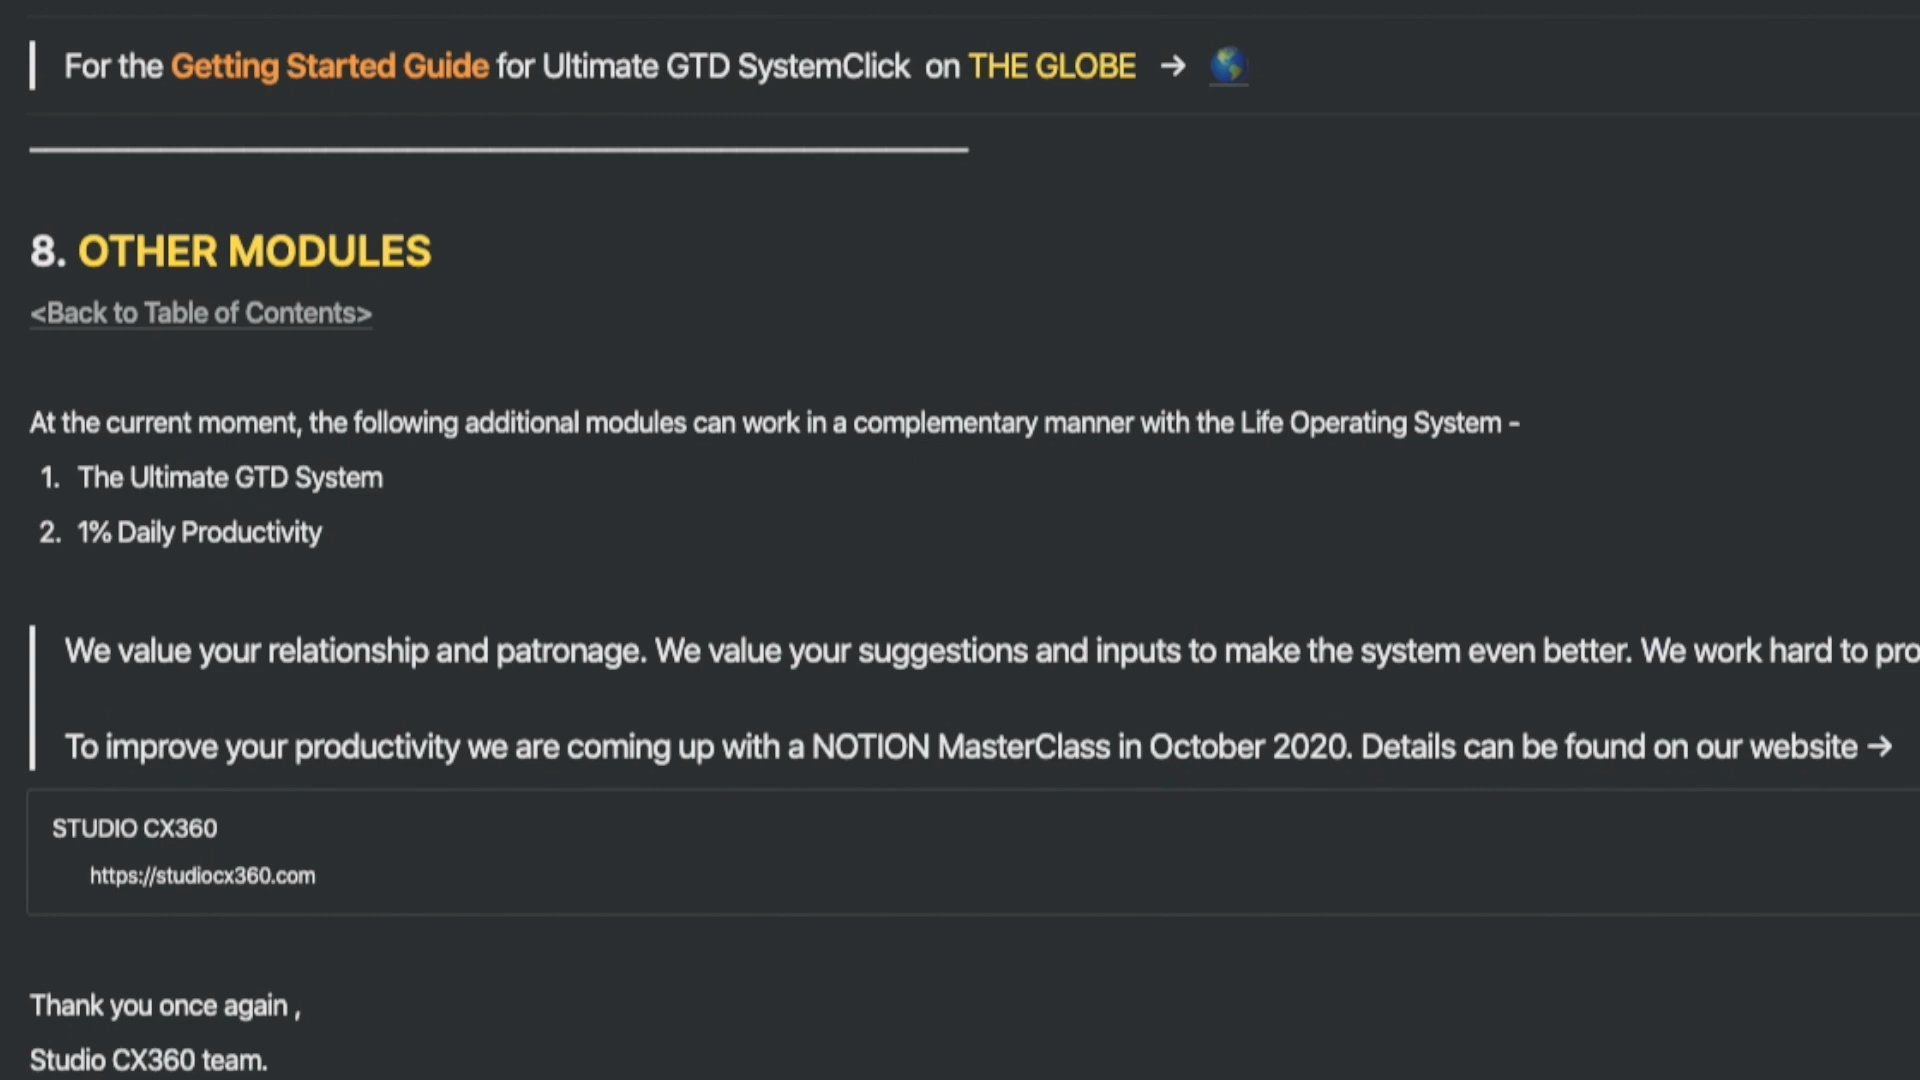 For the Getting Started Guide for Ultimate GTD SystemClick on THE GLOBE →
8. OTHER MODULES
<Back to Table of Contents>
At the current moment, the following additional modules can work in a complementary manner with the Life Operating System -
1. The Ultimate GTD System
2. 1% Daily Productivity
We value your relationship and patronage. We value your suggestions and inputs to make the system even better. We work hard to pro
To improve your productivity we are coming up with a NOTION MasterClass in October 2020. Details can be found on our website →
STUDIO CX360
https://studiocx360.com
Thank you once again ,
Studio CX360 team.